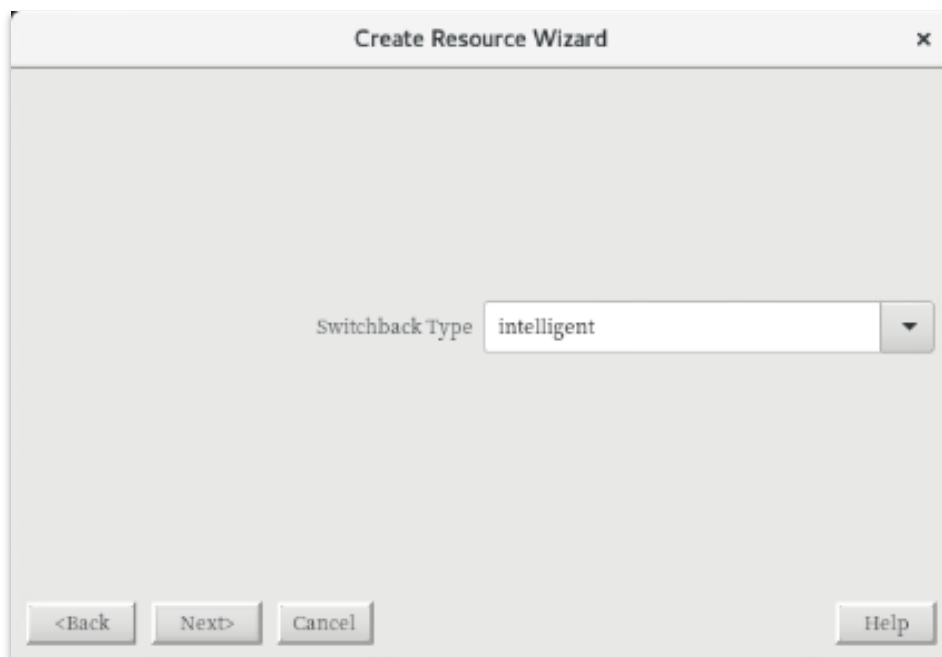 Create Resource Wizard ×
Switchback Type intelligent
<Back Next> Cancel Help